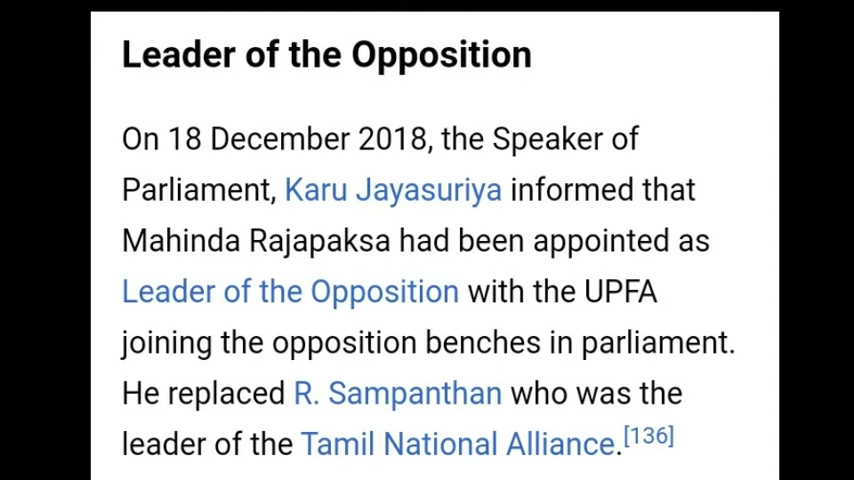 Leader of the Opposition
On 18 December 2018, the Speaker of
Parliament, Karu Jayasuriya informed that
Mahinda Rajapaksa had been appointed as
Leader of the Opposition with the UPFA
joining the opposition benches in parliament.
He replaced R. Sampanthan who was the
leader of the Tamil National Alliance.[136]